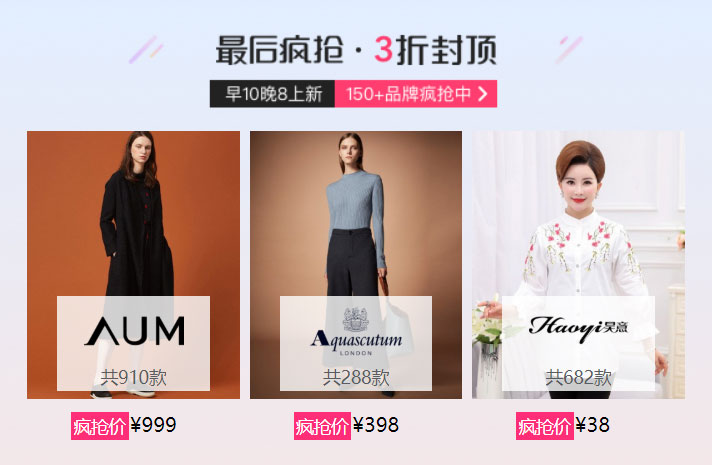 最后疯抢·3折封顶
早10晚8上新 150+品牌疯抢中 >
AUM
共910款
疯抢价 ¥999
Aquascutum
LONDON
共288款
疯抢价 ¥398
Haoyi昊意
共682款
疯抢价 ¥38